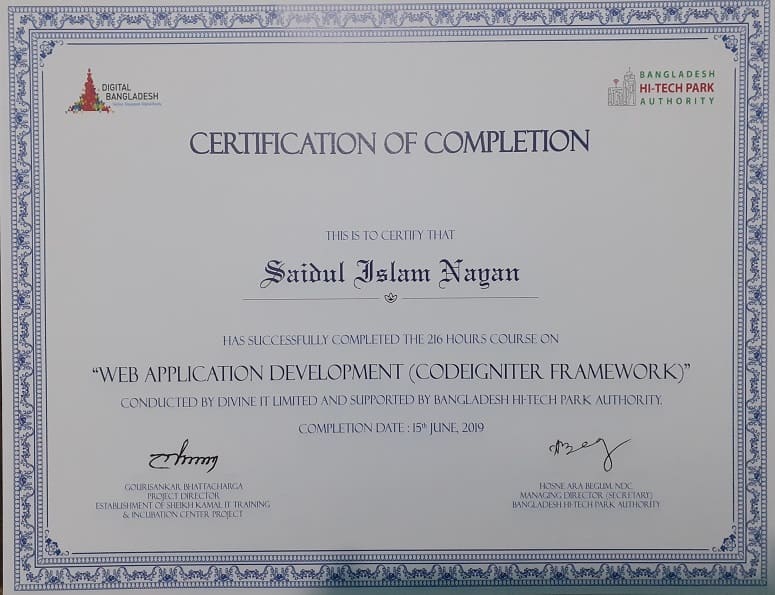 DIGITAL
BANGLADESH
BANGLADESH
HI-TECH PARK
AUTHORITY
CERTIFICATION OF COMPLETION
THIS IS TO CERTIFY THAT
Saidul Islam Nayan
HAS SUCCESSFULLY COMPLETED THE 216 HOURS COURSE ON
“WEB APPLICATION DEVELOPMENT (CODEIGNITER FRAMEWORK)”
CONDUCTED BY DIVINE IT LIMITED AND SUPPORTED BY BANGLADESH HI-TECH PARK AUTHORITY.
COMPLETION DATE : 15th JUNE, 2019
GOURISANKAR BHATTACHARGA
PROJECT DIRECTOR
ESTABLISHMENT OF SHEIKH KAMAL IT TRAINING
& INCUBATION CENTER PROJECT
HOSNE ARA BEGUM, NDC
MANAGING DIRECTOR (SECRETARY)
BANGLADESH HI-TECH PARK AUTHORITY